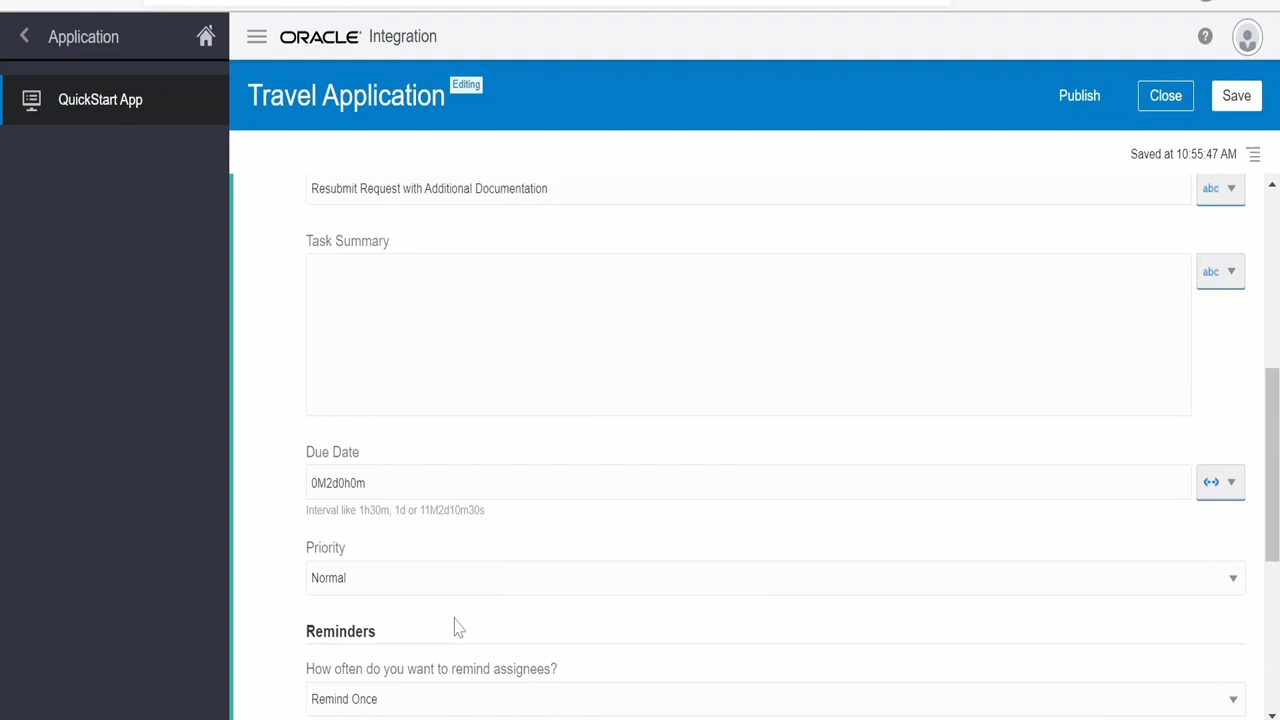 Application
ORACLE Integration
QuickStart App
Travel Application Editing
Publish
Close
Save
Saved at 10:55:47 AM
Resubmit Request with Additional Documentation
abc
Task Summary
abc
Due Date
0M2d0h0m
Interval like 1h30m, 1d or 11M2d10m30s
Priority
Normal
Reminders
How often do you want to remind assignees?
Remind Once